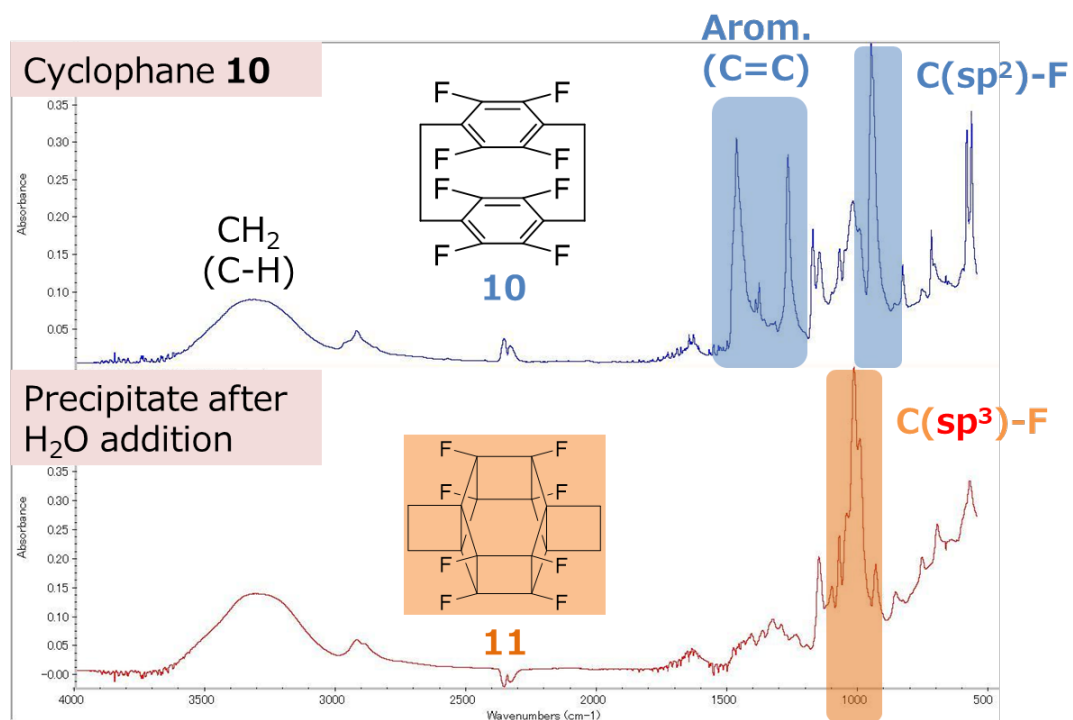 Cyclophane 10
Arom.
(C=C)
C(sp²)-F
CH₂
(C-H)
F F
F F
F F
F F
10
0.35
0.30
0.25
0.20
0.15
0.10
0.05
Absorbance
Precipitate after
H₂O addition
C(sp³)-F
F F
F F
F F
F F
11
0.35
0.30
0.25
0.20
0.15
0.10
0.05
-0.00
Absorbance
4000 3500 3000 2500 2000 1500 1000 500
Wavenumbers (cm-1)